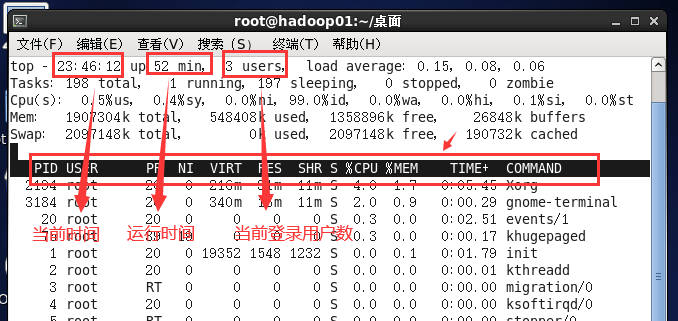 root@hadoop01:~/桌面
文件(F) 编辑(E) 查看(V) 搜索 (S) 终端(T) 帮助(H)
top - 23:46:12 up 52 min, 3 users, load average: 0.15, 0.08, 0.06
Tasks: 198 total, 1 running, 197 sleeping, 0 stopped, 0 zombie
Cpu(s): 0.5%us, 0.4%sy, 0.0%ni, 99.0%id, 0.0%wa, 0.0%hi, 0.1%si, 0.0%st
Mem: 1907304k total, 548408k used, 1358896k free, 26848k buffers
Swap: 2097148k total, 0k used, 2097148k free, 190732k cached
PID USER PR NI VIRT RES SHR S %CPU %MEM TIME+ COMMAND
root 20 0 11m S 4.0 1.7 0:05.45 Xorg
3184 root 0 340m 11m S 2.0 0.9 0:00.29 gnome-terminal
20 root 20 0 0 0 0 S 0.3 0.0 0:02.51 events/1
root 39 19 0 0 0 S 0.3 0.0 0:00.17 khugepaged
当前时间 运行时间 当前登录用户数
1 root 20 0 19352 1548 1232 S 0.0 0.1 0:01.79 init
2 root 20 0 0 0 0 S 0.0 0.0 0:00.01 kthreadd
3 root RT 0 0 0 0 S 0.0 0.0 0:00.00 migration/0
4 root 20 0 0 0 0 S 0.0 0.0 0:00.00 ksoftirqd/0
5 root RT 0 0 0 0 S 0.0 0.0 0:00.00 stopper/0